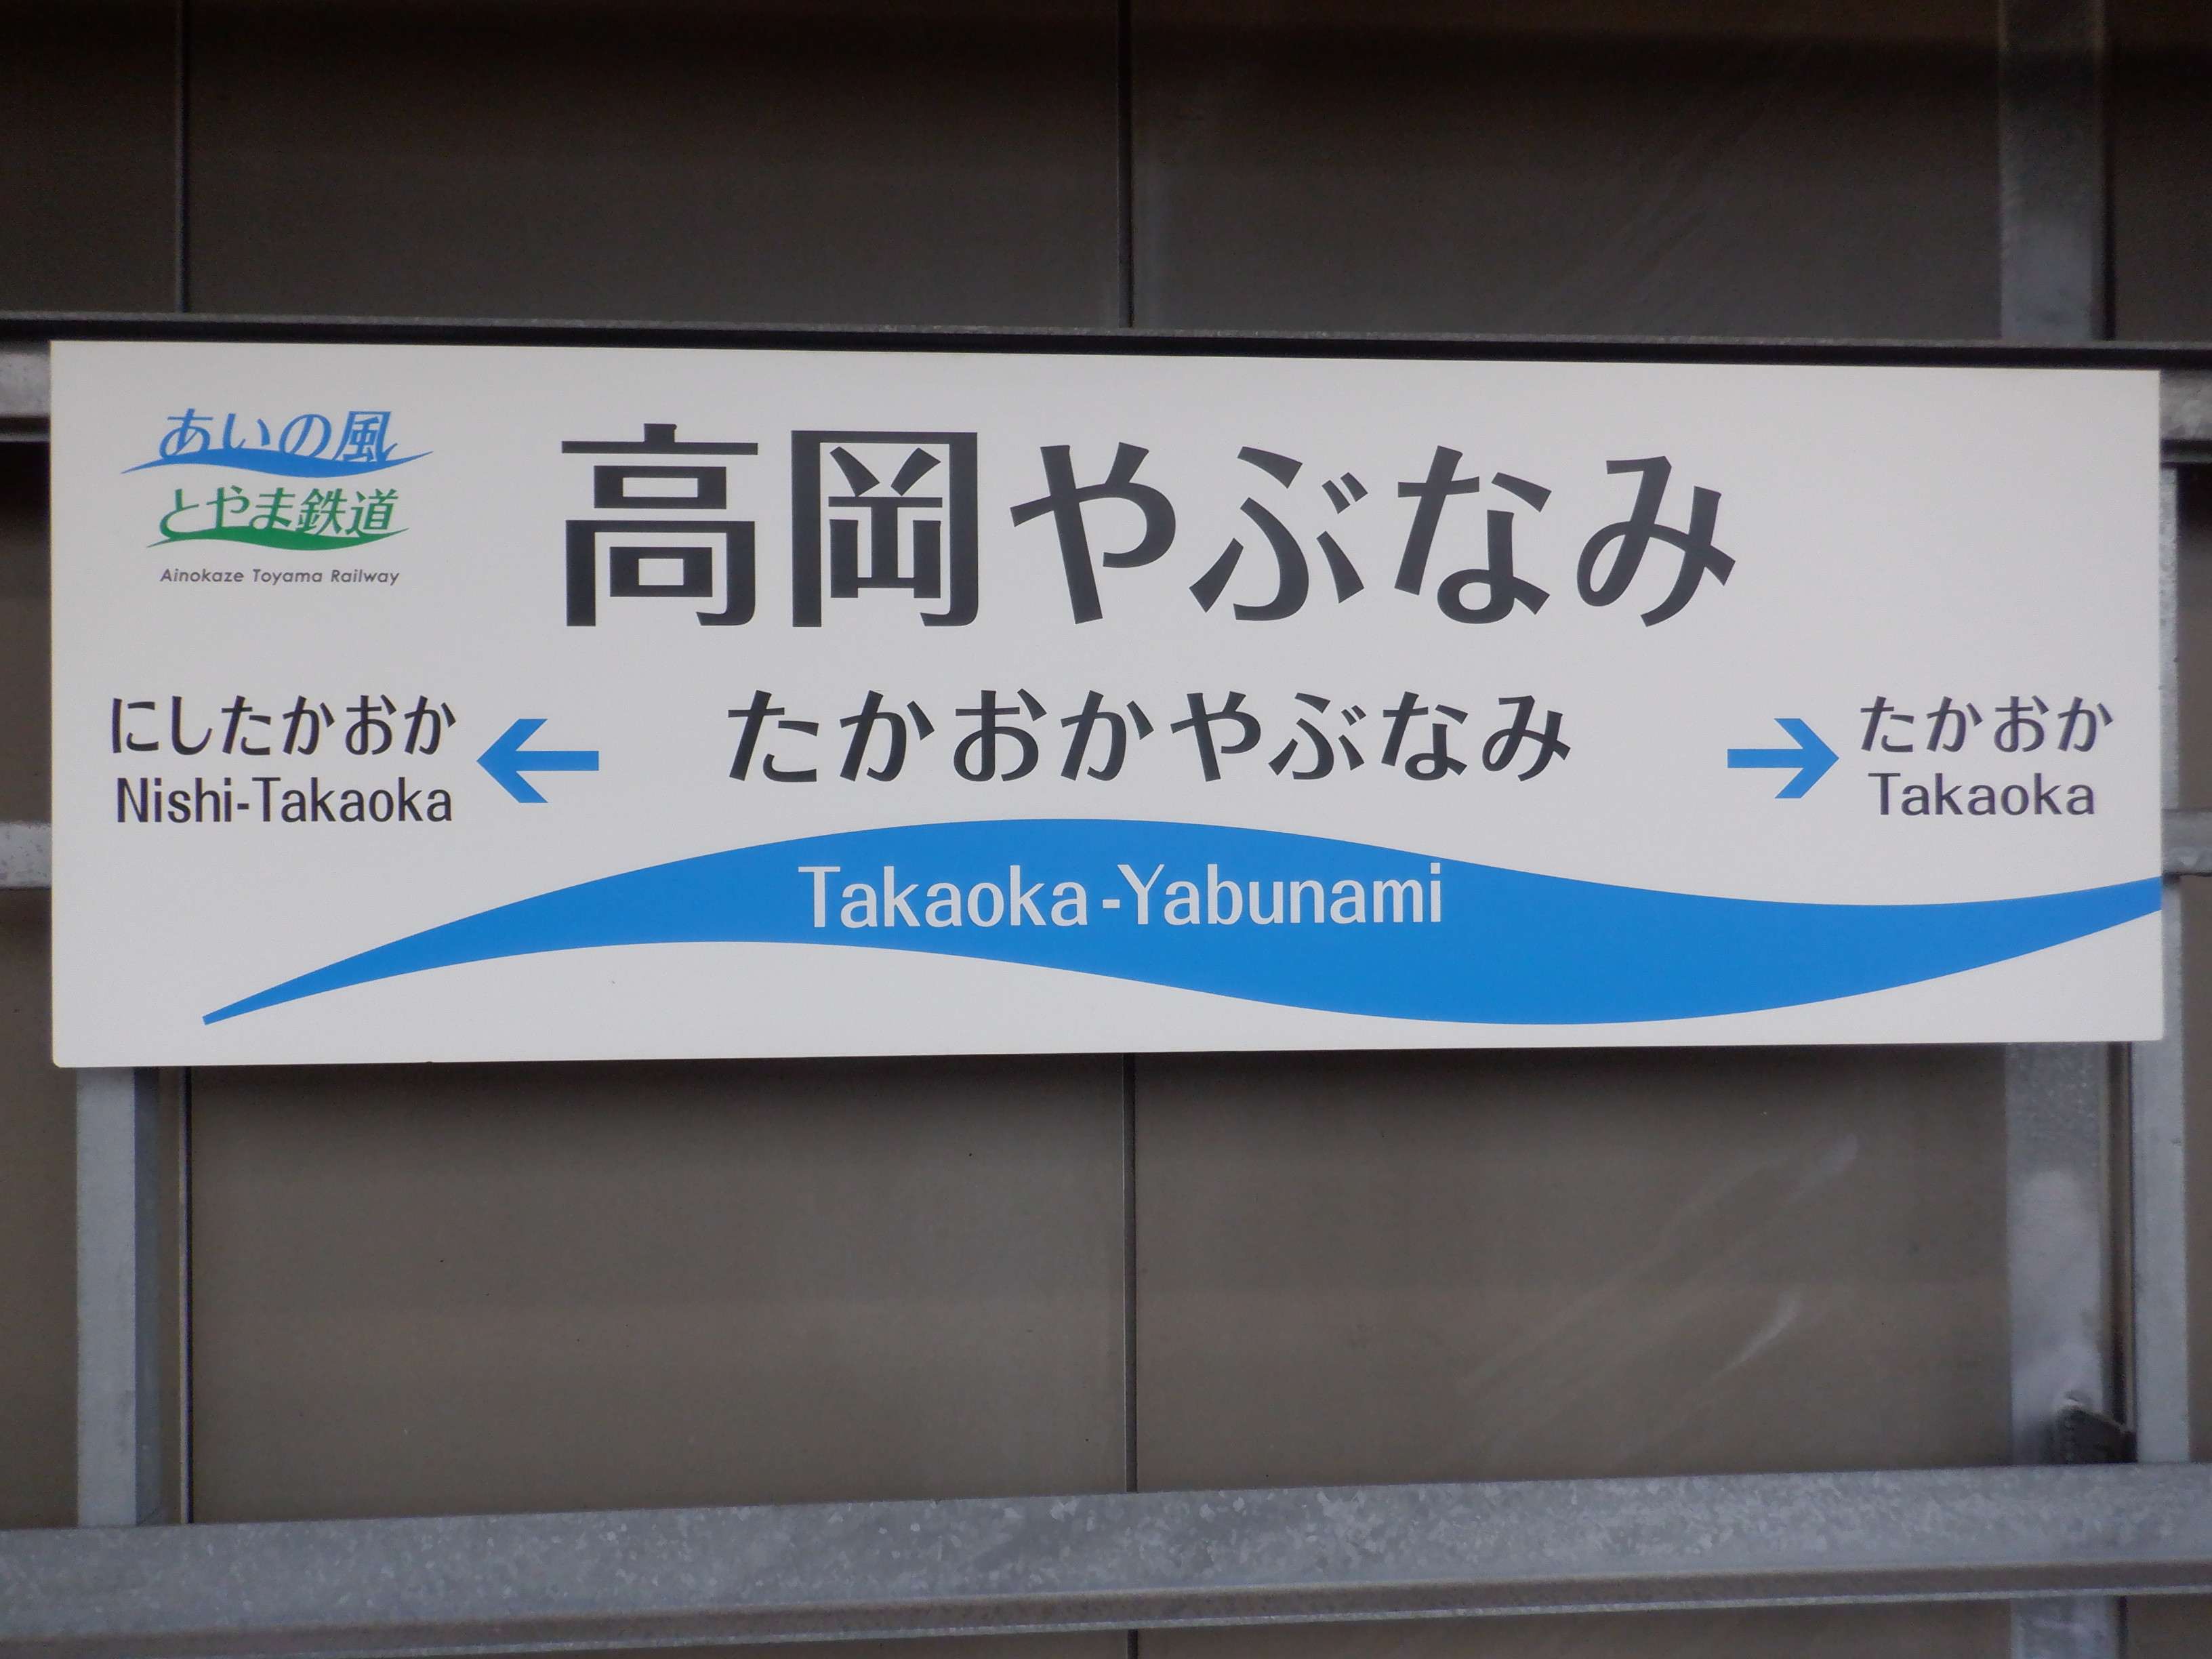 あいの風
とやま鉄道
Ainokaze Toyama Railway
高岡やぶなみ
にしたかおか
Nishi-Takaoka
たかおかやぶなみ
たかおか
Takaoka
Takaoka-Yabunami